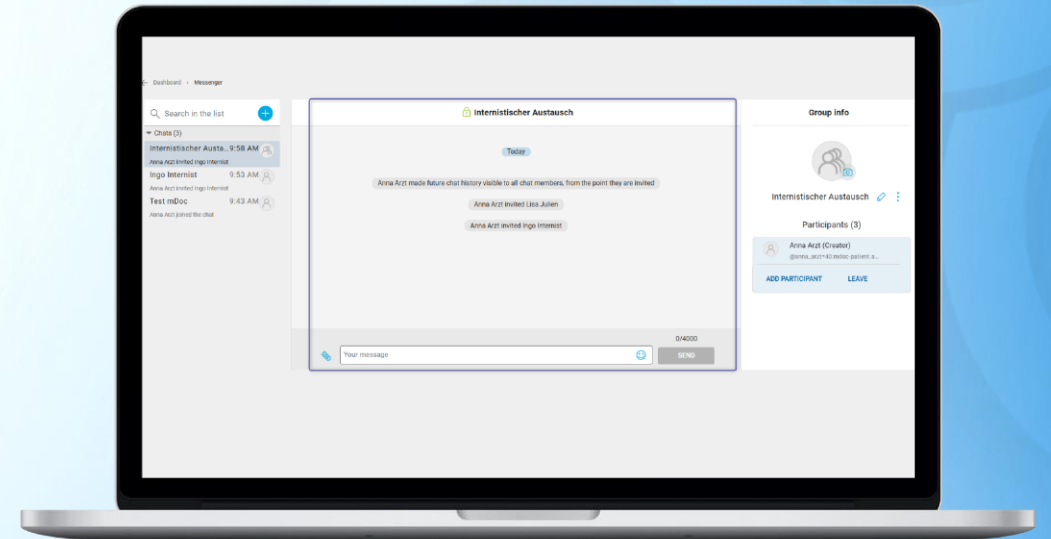 Dashboard › Messenger
Search in the list
Chats (3)
Internistischer Austa... 9:58 AM
Anna Arzt invited Ingo Internist
Ingo Internist 9:53 AM
Anna Arzt invited Ingo Internist
Test mDoc 9:43 AM
Anna Arzt joined the chat
Internistischer Austausch
Today
Anna Arzt made future chat history visible to all chat members, from the point they are invited
Anna Arzt invited Lisa Julien
Anna Arzt invited Ingo Internist
0/4000
Your message
SEND
Group info
Internistischer Austausch
Participants (3)
Anna Arzt (Creator)
ADD PARTICIPANT LEAVE